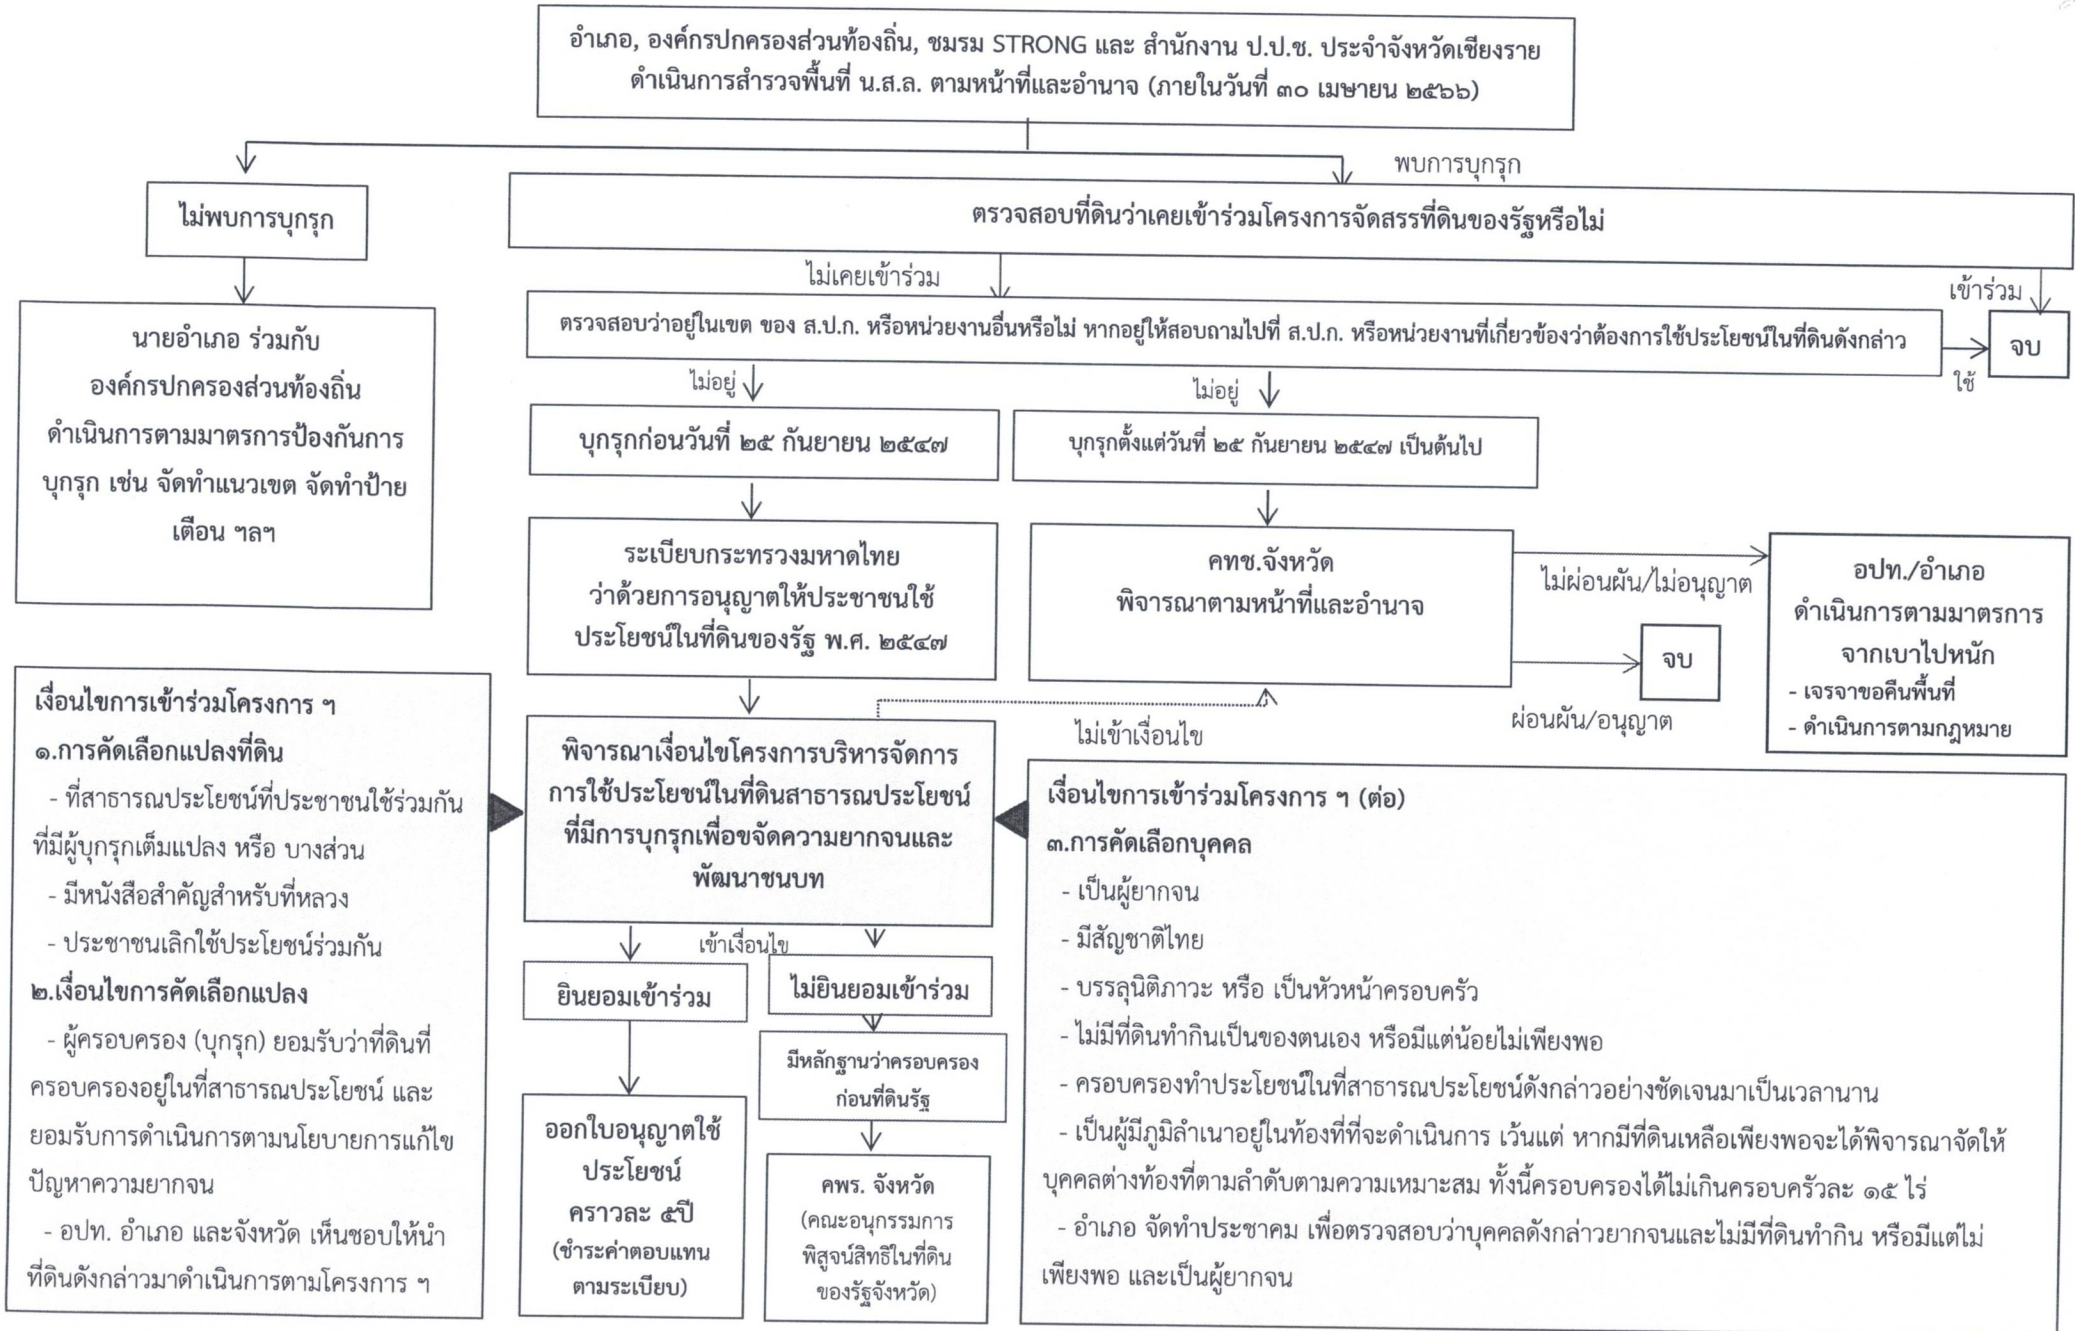 อำเภอ, องค์กรปกครองส่วนท้องถิ่น, ชมรม STRONG และ สำนักงาน ป.ป.ช. ประจำจังหวัดเชียงราย
ดำเนินการสำรวจพื้นที่ น.ส.ล. ตามหน้าที่และอำนาจ (ภายในวันที่ ๓๐ เมษายน ๒๕๖๖)
พบการบุกรุก
ไม่พบการบุกรุก
ตรวจสอบที่ดินว่าเคยเข้าร่วมโครงการจัดสรรที่ดินของรัฐหรือไม่
ไม่เคยเข้าร่วม
เข้าร่วม
นายอำเภอ ร่วมกับ
องค์กรปกครองส่วนท้องถิ่น
ดำเนินการตามมาตรการป้องกันการ
บุกรุก เช่น จัดทำแนวเขต จัดทำป้าย
เตือน ฯลฯ
ตรวจสอบว่าอยู่ในเขต ของ ส.ป.ก. หรือหน่วยงานอื่นหรือไม่ หากอยู่ให้สอบถามไปที่ ส.ป.ก. หรือหน่วยงานที่เกี่ยวข้องว่าต้องการใช้ประโยชน์ในที่ดินดังกล่าว
จบ
ใช้
ไม่อยู่
ไม่อยู่
บุกรุกก่อนวันที่ ๒๕ กันยายน ๒๕๔๗
บุกรุกตั้งแต่วันที่ ๒๕ กันยายน ๒๕๔๗ เป็นต้นไป
ระเบียบกระทรวงมหาดไทย
ว่าด้วยการอนุญาตให้ประชาชนใช้
ประโยชน์ในที่ดินของรัฐ พ.ศ. ๒๕๔๗
คทช.จังหวัด
พิจารณาตามหน้าที่และอำนาจ
ไม่ผ่อนผัน/ไม่อนุญาต
อปท./อำเภอ
ดำเนินการตามมาตรการ
จากเบาไปหนัก
- เจรจาขอคืนพื้นที่
- ดำเนินการตามกฎหมาย
จบ
ผ่อนผัน/อนุญาต
ไม่เข้าเงื่อนไข
เงื่อนไขการเข้าร่วมโครงการ ฯ
๑.การคัดเลือกแปลงที่ดิน
- ที่สาธารณประโยชน์ที่ประชาชนใช้ร่วมกัน
ที่มีผู้บุกรุกเต็มแปลง หรือ บางส่วน
- มีหนังสือสำคัญสำหรับที่หลวง
- ประชาชนเลิกใช้ประโยชน์ร่วมกัน
๒.เงื่อนไขการคัดเลือกแปลง
- ผู้ครอบครอง (บุกรุก) ยอมรับว่าที่ดินที่
ครอบครองอยู่ในที่สาธารณประโยชน์ และ
ยอมรับการดำเนินการตามนโยบายการแก้ไข
ปัญหาความยากจน
- อปท. อำเภอ และจังหวัด เห็นชอบให้นำ
ที่ดินดังกล่าวมาดำเนินการตามโครงการ ฯ
พิจารณาเงื่อนไขโครงการบริหารจัดการ
การใช้ประโยชน์ในที่ดินสาธารณประโยชน์
ที่มีการบุกรุกเพื่อขจัดความยากจนและ
พัฒนาชนบท
เข้าเงื่อนไข
ยินยอมเข้าร่วม
ไม่ยินยอมเข้าร่วม
มีหลักฐานว่าครอบครอง
ก่อนที่ดินรัฐ
ออกใบอนุญาตใช้
ประโยชน์
คราวละ ๕ปี
(ชำระค่าตอบแทน
ตามระเบียบ)
คพร. จังหวัด
(คณะอนุกรรมการ
พิสูจน์สิทธิในที่ดิน
ของรัฐจังหวัด)
เงื่อนไขการเข้าร่วมโครงการ ฯ (ต่อ)
๓.การคัดเลือกบุคคล
- เป็นผู้ยากจน
- มีสัญชาติไทย
- บรรลุนิติภาวะ หรือ เป็นหัวหน้าครอบครัว
- ไม่มีที่ดินทำกินเป็นของตนเอง หรือมีแต่น้อยไม่เพียงพอ
- ครอบครองทำประโยชน์ในที่สาธารณประโยชน์ดังกล่าวอย่างชัดเจนมาเป็นเวลานาน
- เป็นผู้มีภูมิลำเนาอยู่ในท้องที่ที่จะดำเนินการ เว้นแต่ หากมีที่ดินเหลือเพียงพอจะได้พิจารณาจัดให้
บุคคลต่างท้องที่ตามลำดับตามความเหมาะสม ทั้งนี้ครอบครองได้ไม่เกินครอบครัวละ ๑๕ ไร่
- อำเภอ จัดทำประชาคม เพื่อตรวจสอบว่าบุคคลดังกล่าวยากจนและไม่มีที่ดินทำกิน หรือมีแต่ไม่
เพียงพอ และเป็นผู้ยากจน